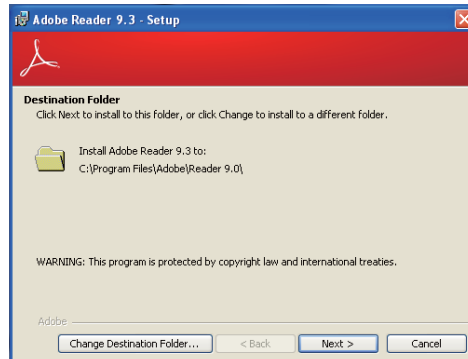 Adobe Reader 9.3 - Setup
Destination Folder
Click Next to install to this folder, or click Change to install to a different folder.
Install Adobe Reader 9.3 to:
C:\Program Files\Adobe\Reader 9.0\
WARNING: This program is protected by copyright law and international treaties.
Adobe
Change Destination Folder... < Back Next > Cancel